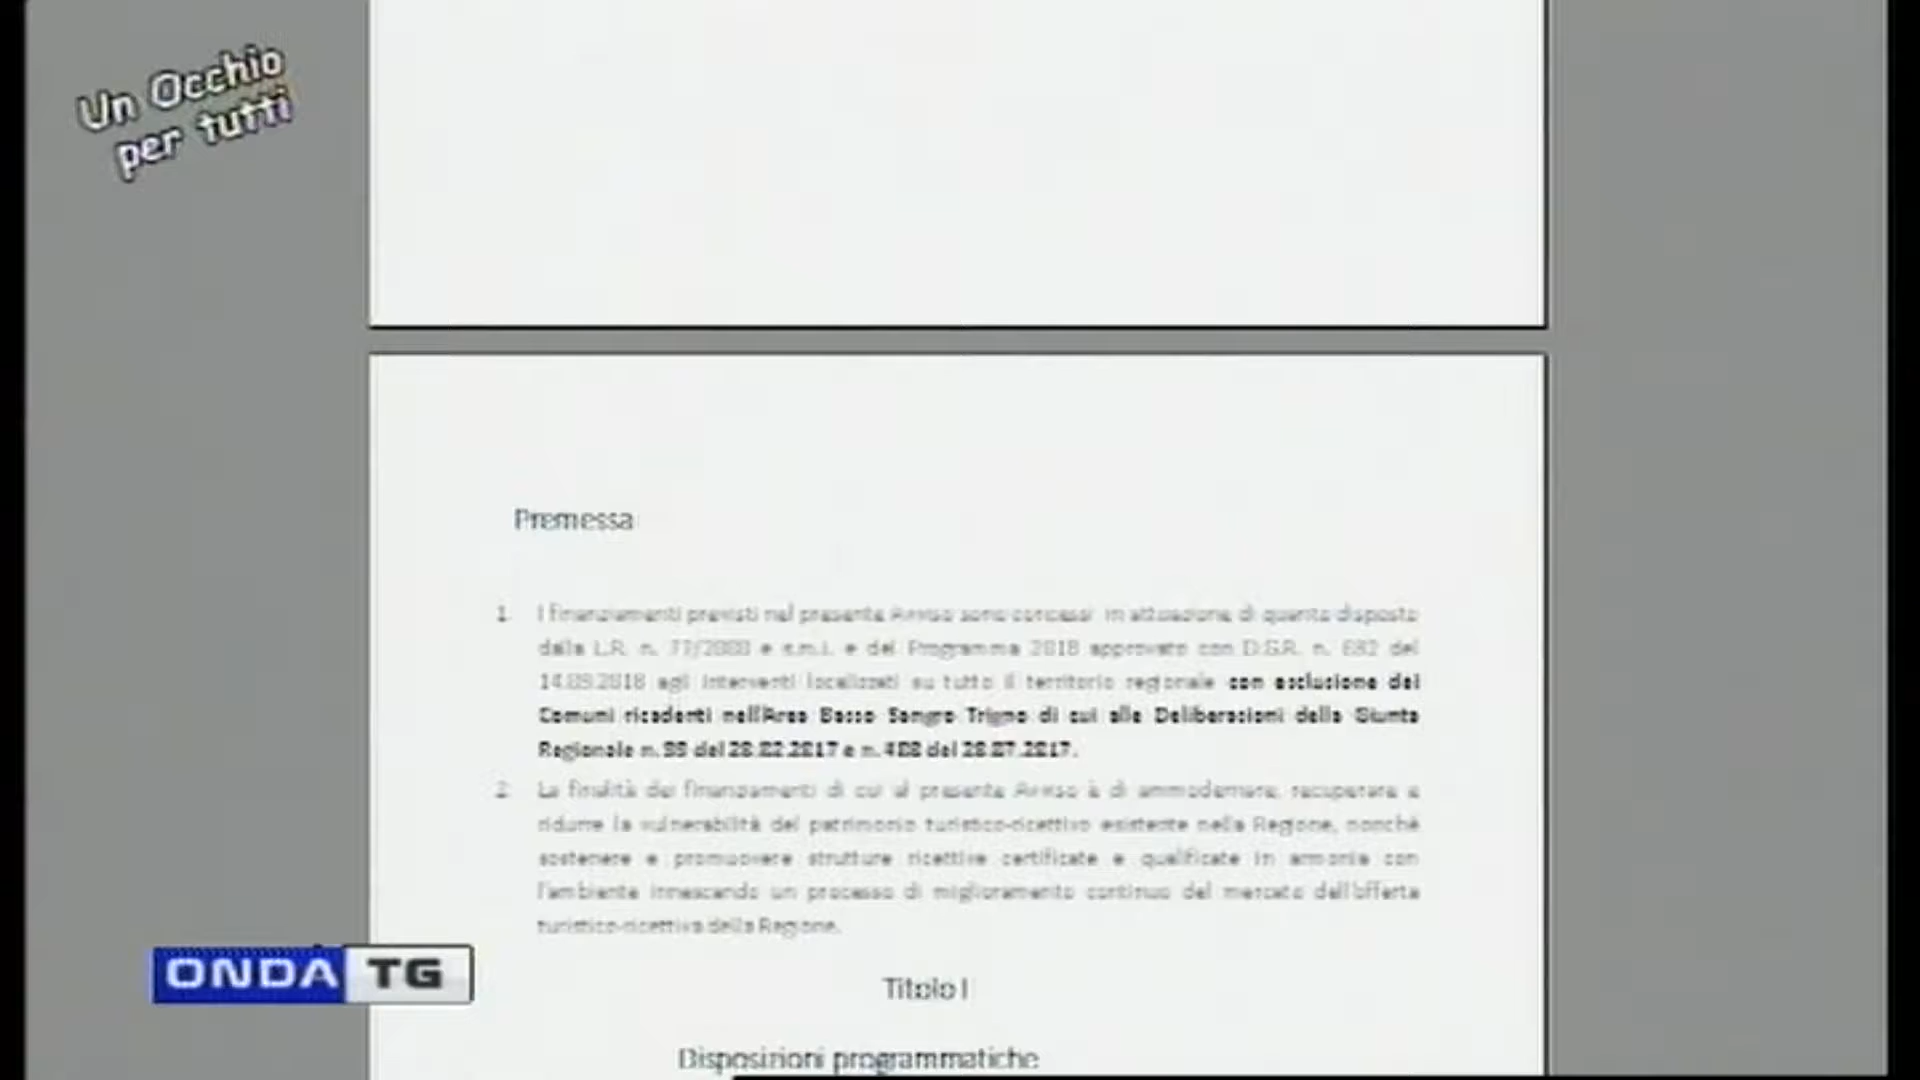 Un Occhio
per tutti
Premessa
1. I finanziamenti previsti nel presente Avviso sono concessi in attuazione di quanto disposto
dalla L.R. n. 77/2000 e s.m.i. e del Programma 2018 approvato con D.G.R. n. 692 del
14.09.2018 agli interventi localizzati su tutto il territorio regionale con esclusione dei
Comuni ricadenti nell'Area Basso Sangro Trigno di cui alle Deliberazioni della Giunta
Regionale n. del 28.02.2017 e n. 408 del 2017.
2. La finalità dei finanziamenti di cui al presente Avviso è di ammodernare, recuperare e
ridurre la vulnerabilità del patrimonio turistico-ricettivo esistente nella Regione, nonchè
sostenere e promuovere strutture ricettive certificate e qualificate in armonia con
l'ambiente innescando un processo di miglioramento continuo del mercato dell'offerta
turistico-ricettiva della Regione.
ONDA TG
Titolo I
Disposizioni programmatiche